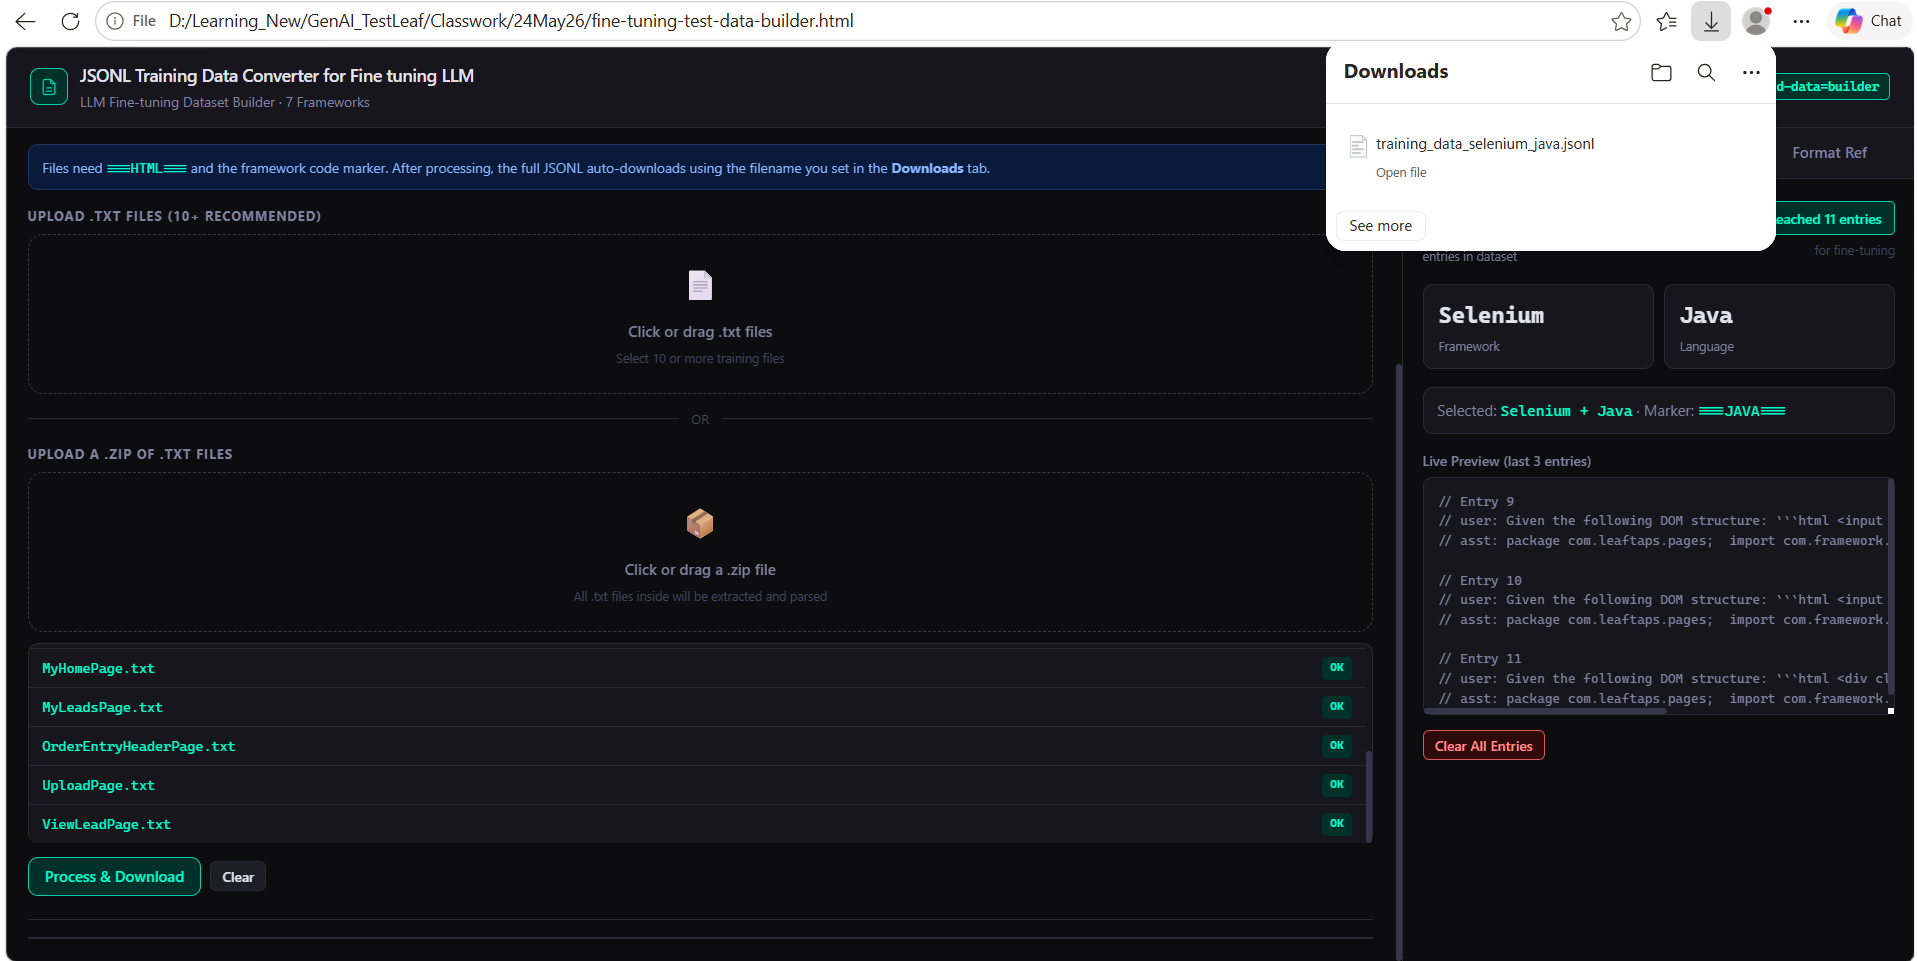 File D:/Learning_New/GenAI_TestLeaf/Classwork/24May26/fine-tuning-test-data-builder.html
Chat
JSONL Training Data Converter for Fine tuning LLM
LLM Fine-tuning Dataset Builder · 7 Frameworks
Downloads
training_data_selenium_java.jsonl
Open file
See more
d-data=builder
Format Ref
Files need ===HTML=== and the framework code marker. After processing, the full JSONL auto-downloads using the filename you set in the Downloads tab.
UPLOAD .TXT FILES (10+ RECOMMENDED)
Click or drag .txt files
Select 10 or more training files
OR
UPLOAD A .ZIP OF .TXT FILES
Click or drag a .zip file
All .txt files inside will be extracted and parsed
MyHomePage.txt OK
MyLeadsPage.txt OK
OrderEntryHeaderPage.txt OK
UploadPage.txt OK
ViewLeadPage.txt OK
Process & Download Clear
eached 11 entries
entries in dataset
for fine-tuning
Selenium
Framework
Java
Language
Selected: Selenium + Java · Marker: ===JAVA===
Live Preview (last 3 entries)
// Entry 9
// user: Given the following DOM structure: ```html <input
// asst: package com.leaftaps.pages; import com.framework.
// Entry 10
// user: Given the following DOM structure: ```html <input
// asst: package com.leaftaps.pages; import com.framework.
// Entry 11
// user: Given the following DOM structure: ```html <div cl
// asst: package com.leaftaps.pages; import com.framework.
Clear All Entries